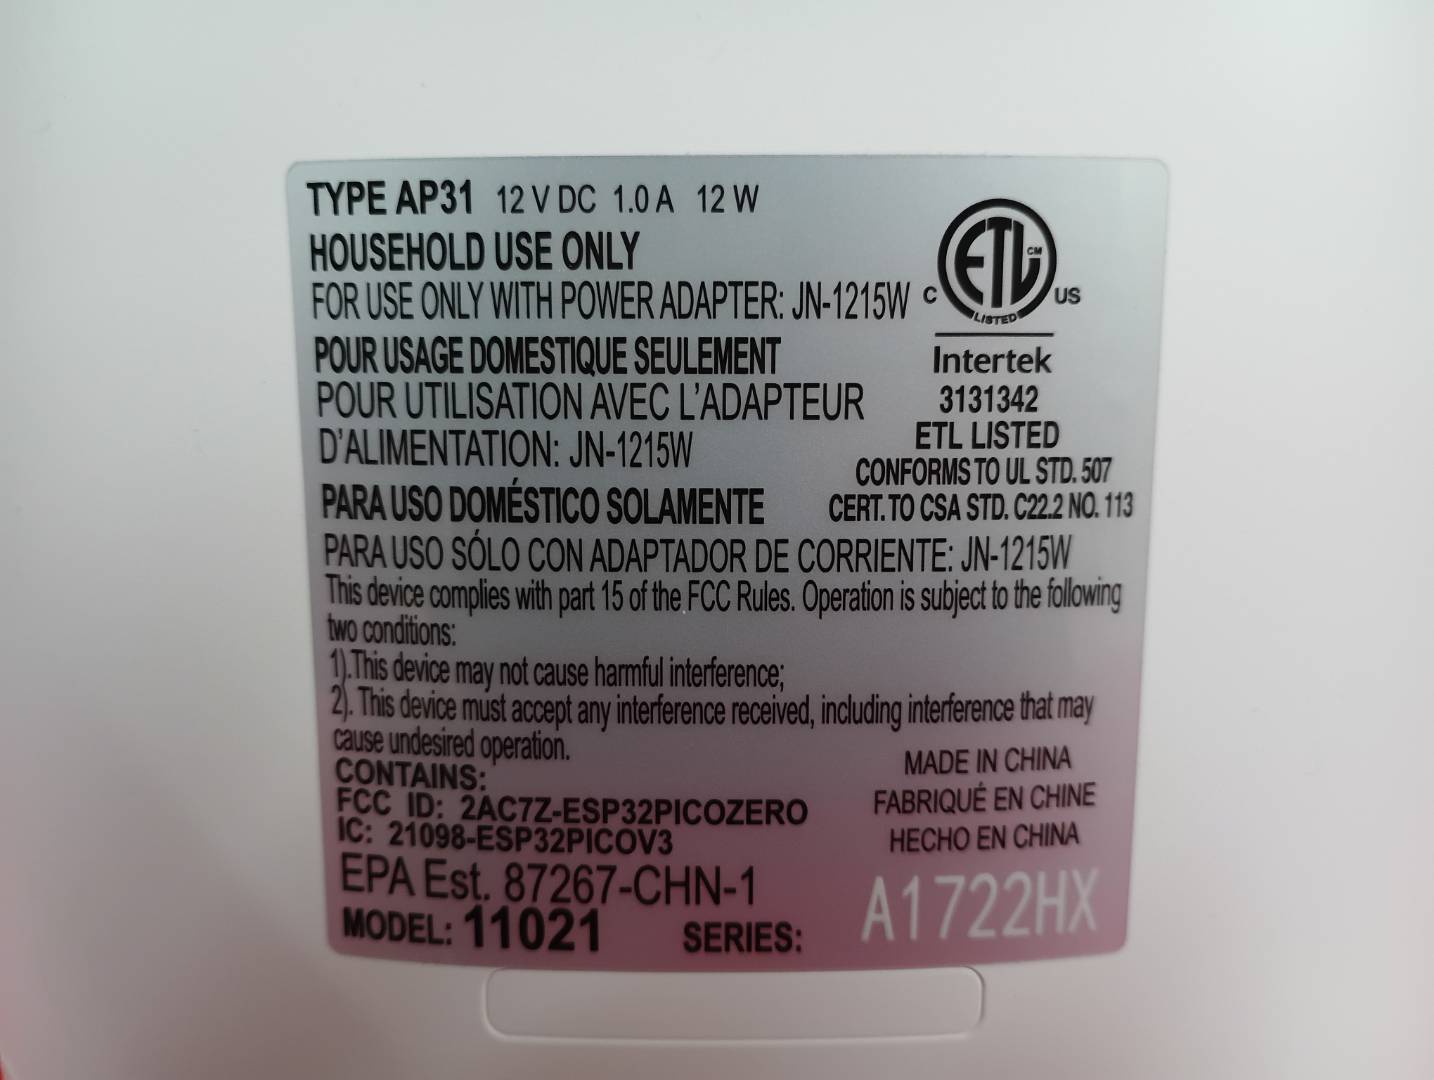 TYPE AP31 12 V DC 1.0 A 12 W
HOUSEHOLD USE ONLY
FOR USE ONLY WITH POWER ADAPTER: JN-1215W
POUR USAGE DOMESTIQUE SEULEMENT
POUR UTILISATION AVEC L'ADAPTEUR
D'ALIMENTATION: JN-1215W
PARA USO DOMÉSTICO SOLAMENTE
PARA USO SÓLO CON ADAPTADOR DE CORRIENTE: JN-1215W
C ETL CM US
LISTED
Intertek
3131342
ETL LISTED
CONFORMS TO UL STD. 507
CERT. TO CSA STD. C22.2 NO. 113
This device complies with part 15 of the FCC Rules. Operation is subject to the following
two conditions:
1).This device may not cause harmful interference;
2). This device must accept any interference received, including interference that may
cause undesired operation.
CONTAINS:
FCC ID: 2AC7Z-ESP32PICOZERO
IC: 21098-ESP32PICOV3
EPA Est. 87267-CHN-1
MADE IN CHINA
FABRIQUÉ EN CHINE
HECHO EN CHINA
MODEL: 11021 SERIES: A1722HX